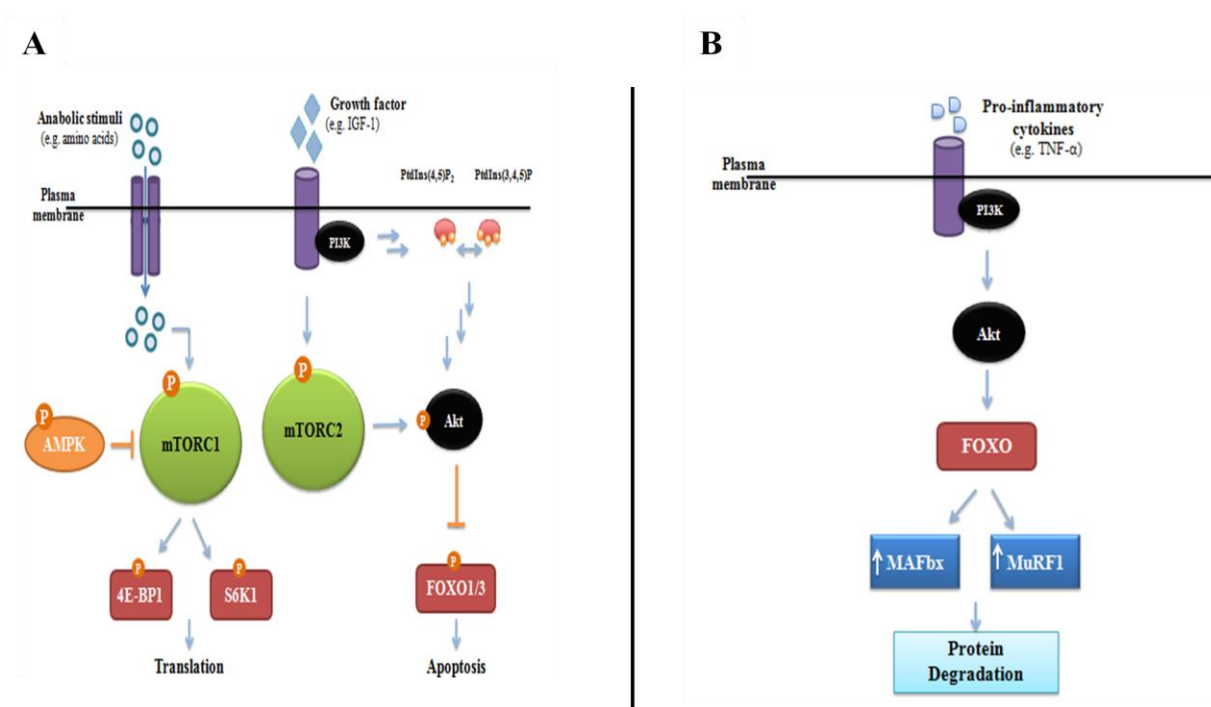 A
Anabolic stimuli
(e.g. amino acids)
Growth factor
(e.g. IGF-1)
PtdIns(4,5)P2
PtdIns(3,4,5)P
Plasma
membrane
PI3K
P
P
P
AMPK
mTORC1
mTORC2
P
Akt
P
P
P
4E-BP1
S6K1
FOXO1/3
Translation
Apoptosis
B
Pro-inflammatory
cytokines
(e.g. TNF-α)
Plasma
membrane
PI3K
Akt
FOXO
↑MAFbx
↑MuRF1
Protein
Degradation